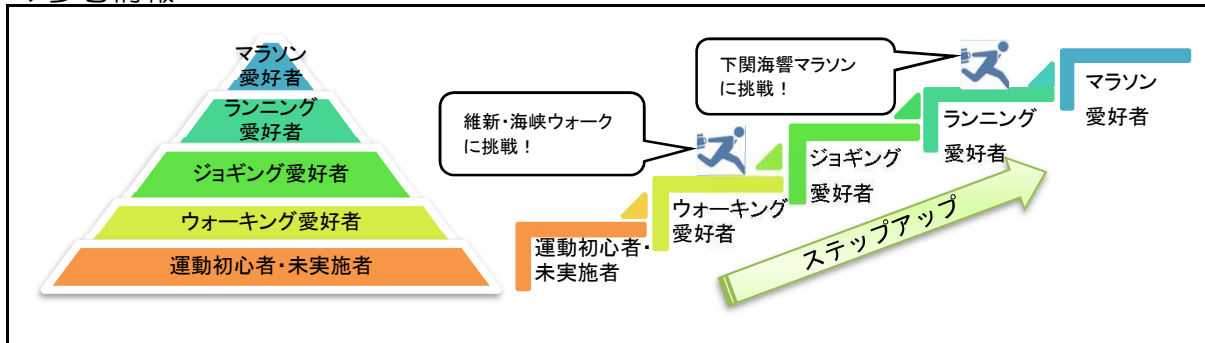 マラソン
愛好者
ランニング
愛好者
ジョギング愛好者
ウォーキング愛好者
運動初心者・未実施者
維新・海峡ウォーク
に挑戦！
下関海響マラソン
に挑戦！
運動初心者・
未実施者
ウォーキング
愛好者
ジョギング
愛好者
ランニング
愛好者
マラソン
愛好者
ステップアップ